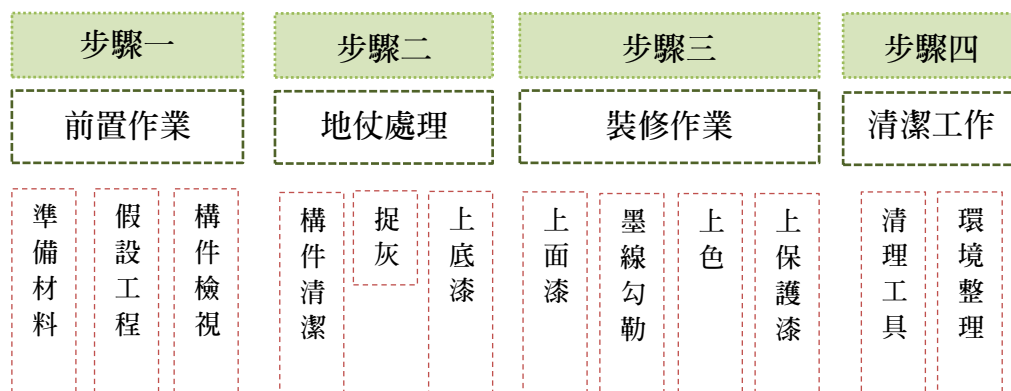 步驟一
步驟二
步驟三
步驟四
前置作業
地仗處理
裝修作業
清潔工作
準備材料
假設工程
構件檢視
構件清潔
捉灰
上底漆
上面漆
墨線勾勒
上色
上保護漆
清理工具
環境整理